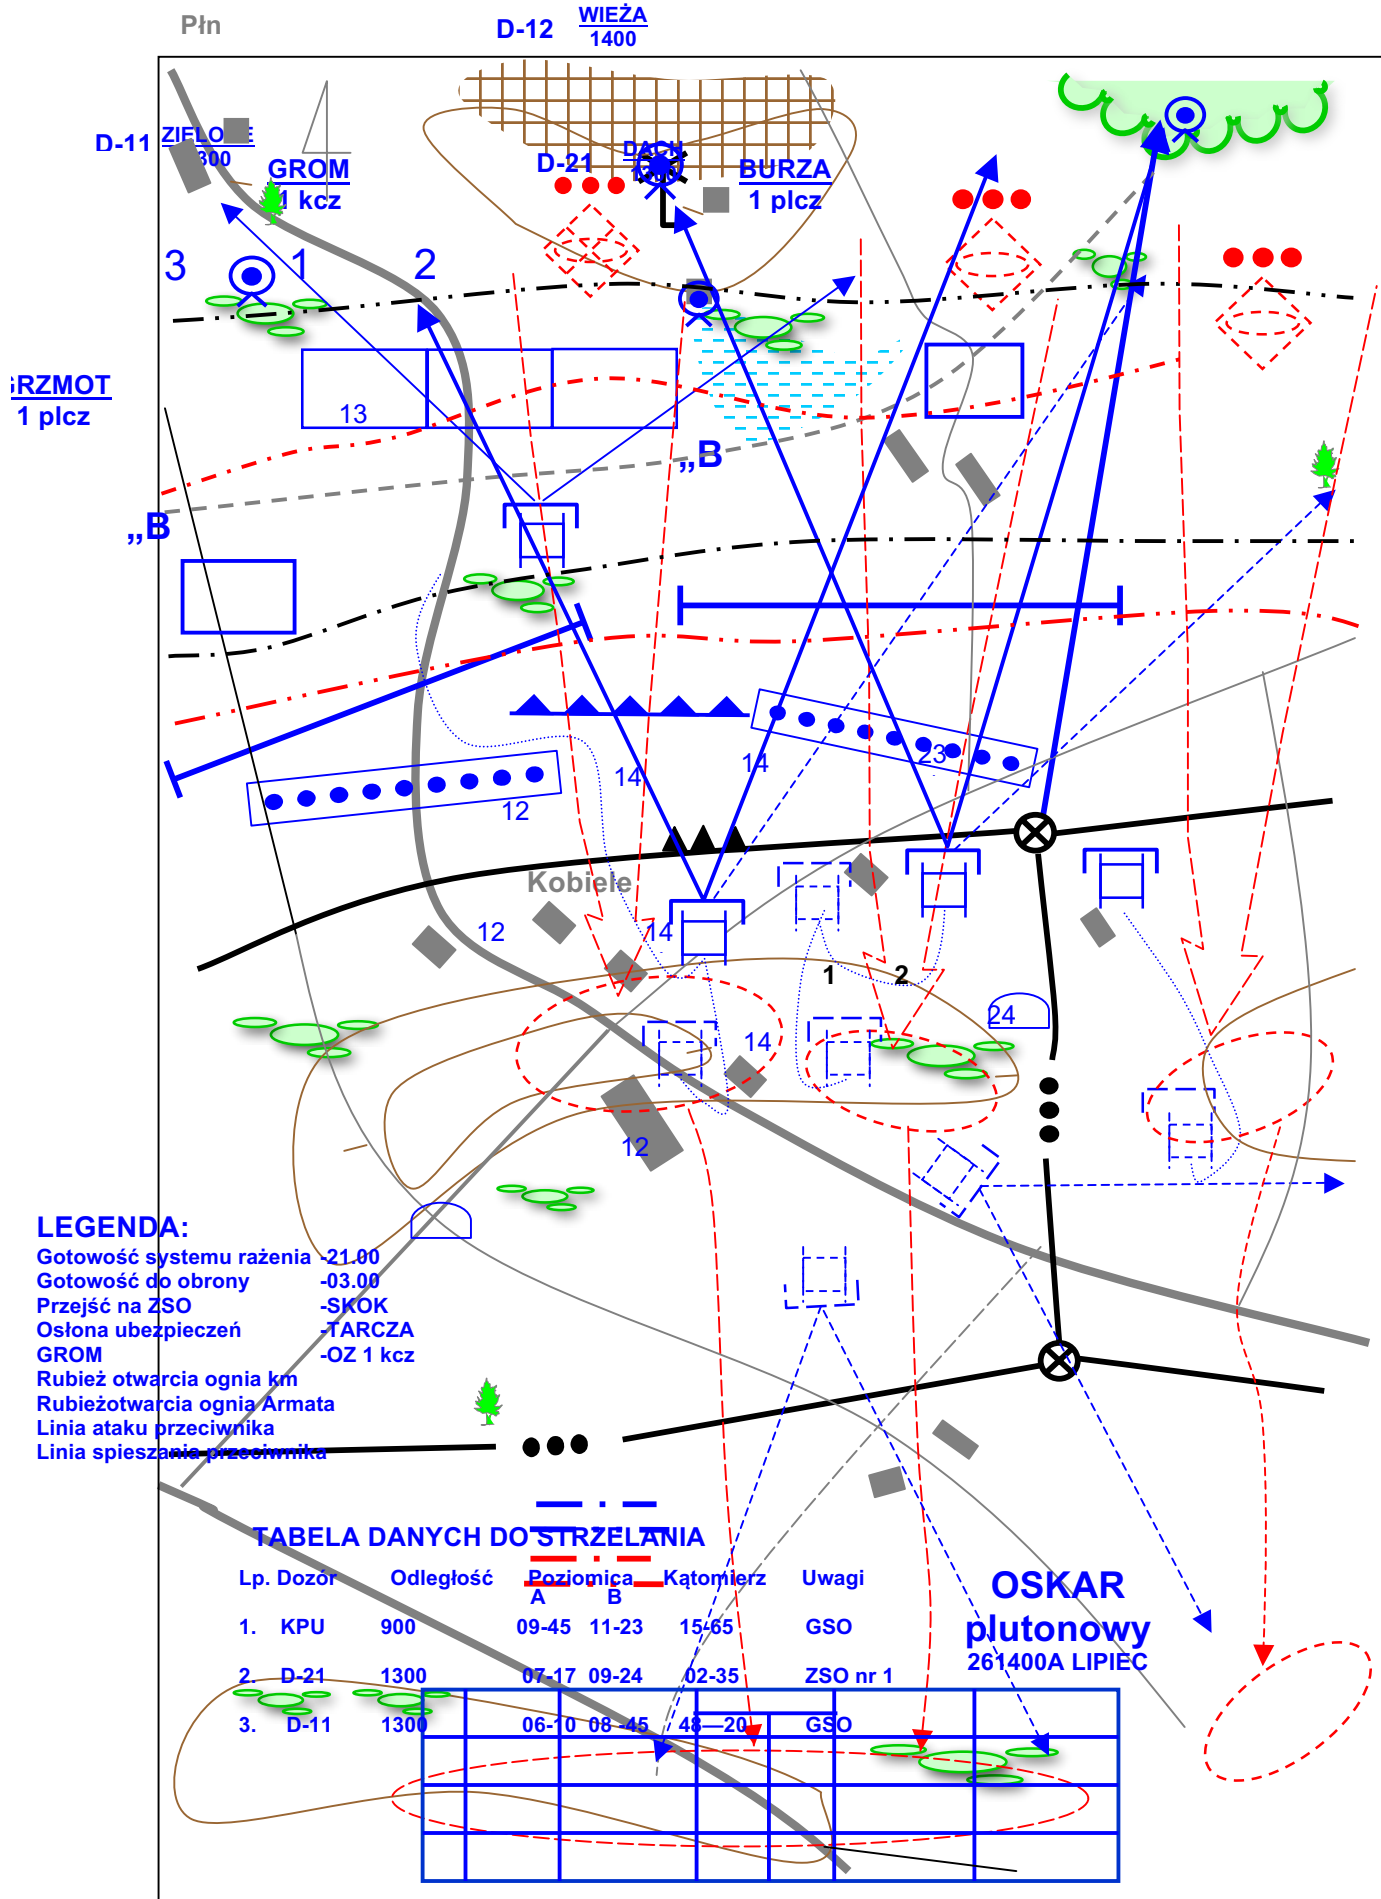 Płn
D-12
WIEŻA
1400
D-11
300
GROM
1 kcz
D-21
DACH
BURZA
1 plcz
3
1
2
GRZMOT
1 plcz
13
„B
„B
14
14
23
12
Kobiele
12
14
1
2
24
14
12
LEGENDA:
Gotowość systemu rażenia -21.00
Gotowość do obrony -03.00
Przejść na ZSO -SKOK
Osłona ubezpieczeń -TARCZA
GROM -OZ 1 kcz
Rubież otwarcia ognia km
Rubieżotwarcia ognia Armata
Linia ataku przeciwnika
Linia spieszania przeciwnika
TABELA DANYCH DO STRZELANIA
Lp. Dozór Odległość Poziomica Kątomierz Uwagi
A B
1. KPU 900 09-45 11-23 15-65 GSO
2. D-21 1300 07-17 09-24 02-35 ZSO nr 1
3. D-11 1300 06-10 08 -45 48—20 GSO
OSKAR
plutonowy
261400A LIPIEC